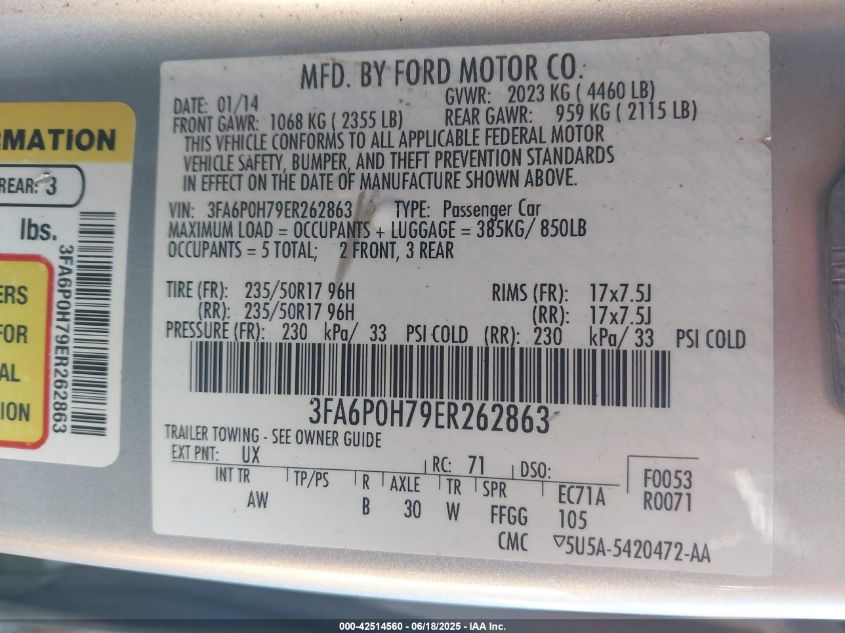 MFD. BY FORD MOTOR CO.
DATE: 01/14 GVWR: 2023 KG ( 4460 LB)
FRONT GAWR: 1068 KG ( 2355 LB) REAR GAWR: 959 KG ( 2115 LB)
THIS VEHICLE CONFORMS TO ALL APPLICABLE FEDERAL MOTOR
VEHICLE SAFETY, BUMPER, AND THEFT PREVENTION STANDARDS
IN EFFECT ON THE DATE OF MANUFACTURE SHOWN ABOVE.
VIN: 3FA6P0H79ER262863 TYPE: Passenger Car
MAXIMUM LOAD = OCCUPANTS + LUGGAGE = 385KG/ 850LB
OCCUPANTS = 5 TOTAL; 2 FRONT, 3 REAR
TIRE (FR): 235/50R17 96H RIMS (FR): 17x7.5J
(RR): 235/50R17 96H (RR): 17x7.5J
PRESSURE (FR): 230 kPa/ 33 PSI COLD (RR): 230 kPa/ 33 PSI COLD
3FA6P0H79ER262863
TRAILER TOWING - SEE OWNER GUIDE
EXT PNT: UX RC: 71 DSO: F0053
R0071
INT TR TP/PS R AXLE TR SPR EC71A
AW B 30 W FFGG 105
CMC ▽5U5A-5420472-AA
RMATION
REAR: 3
lbs.
3FA6P0H79ER262863
ERS
FOR
AL
ION
000-42514560 - 06/18/2025 - IAA Inc.